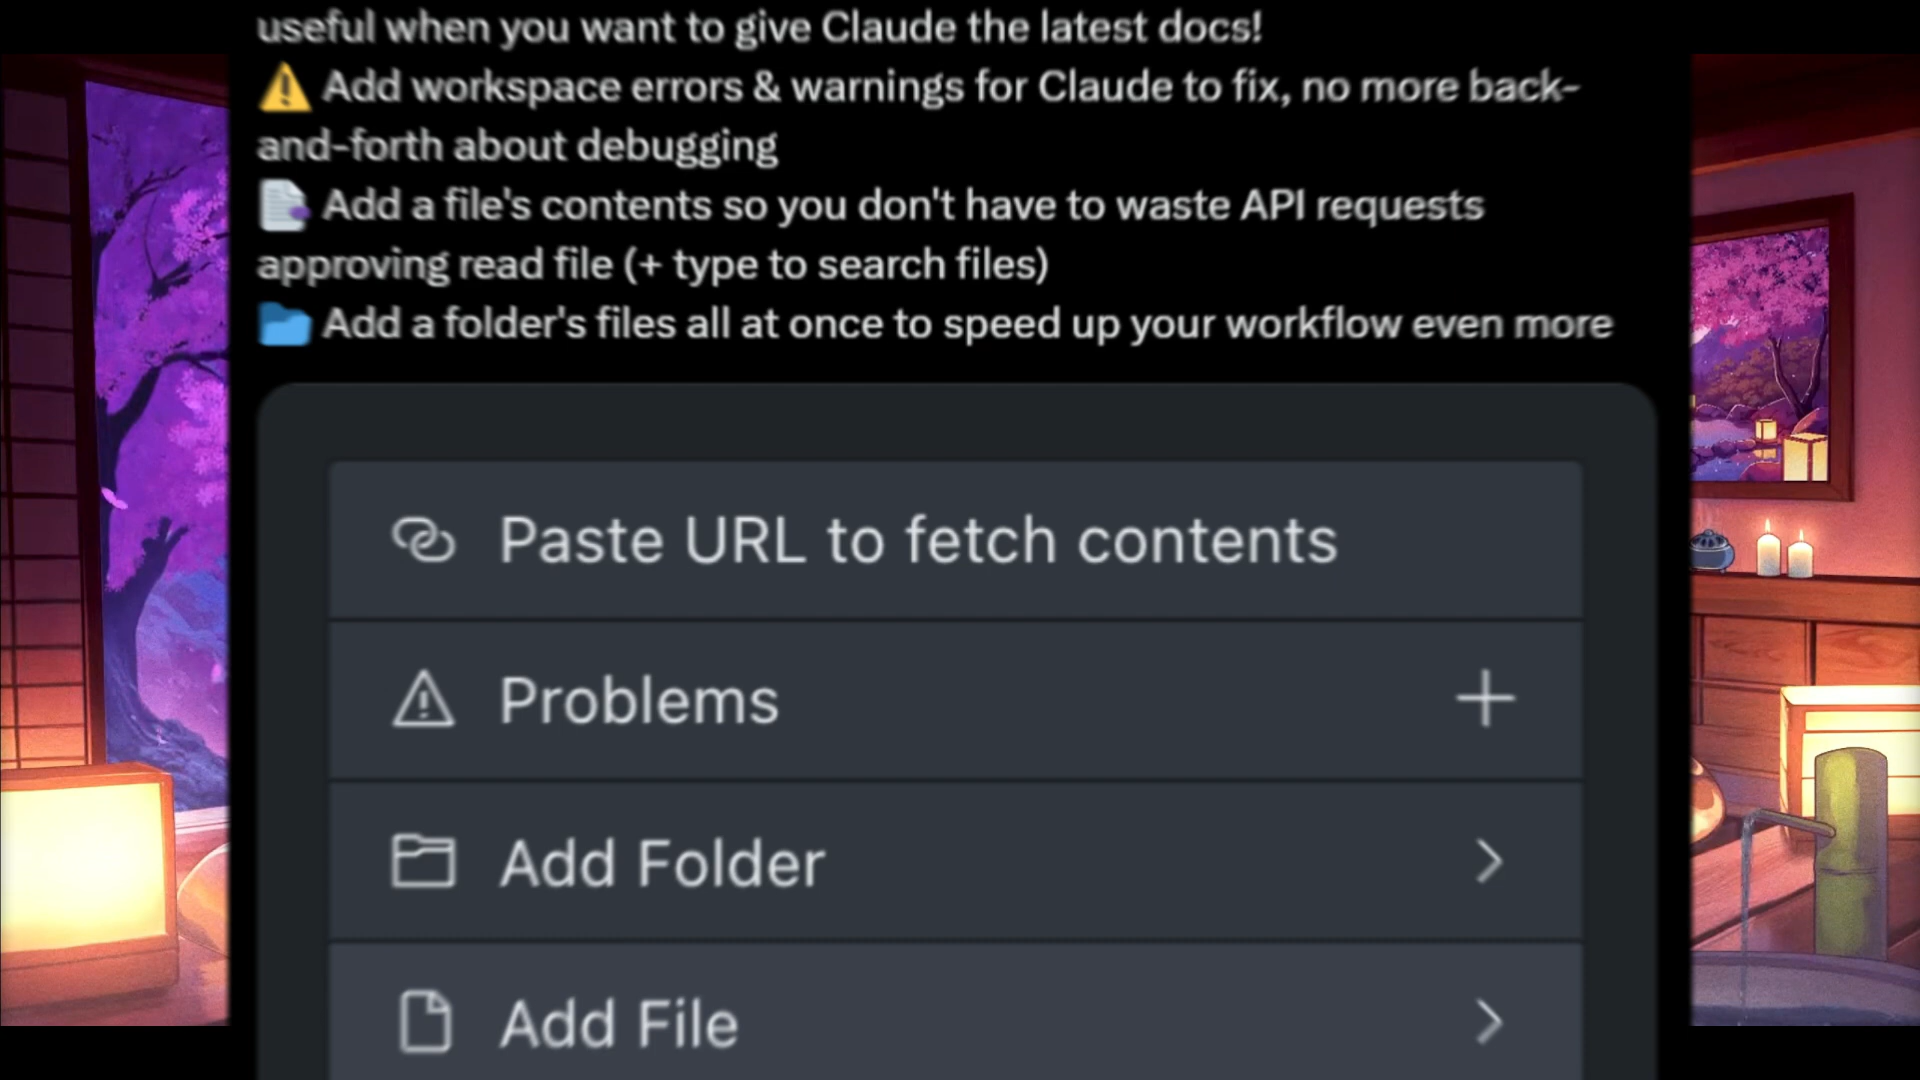 useful when you want to give Claude the latest docs!
⚠️ Add workspace errors & warnings for Claude to fix, no more back-
and-forth about debugging
📄 Add a file's contents so you don't have to waste API requests
approving read file (+ type to search files)
📁 Add a folder's files all at once to speed up your workflow even more
Paste URL to fetch contents
Problems
Add Folder
Add File